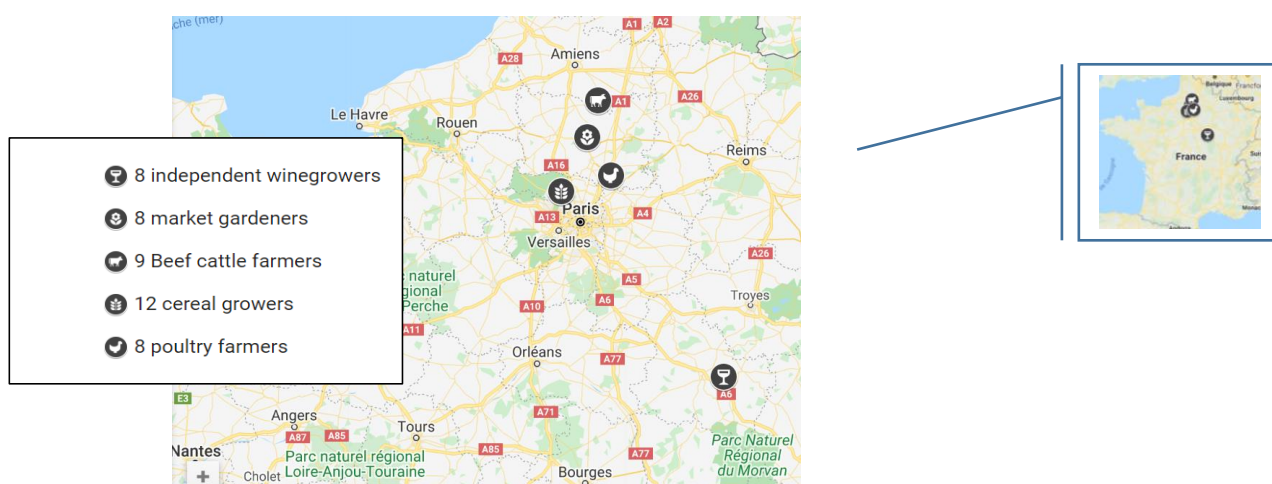 che (mer)
A1
A2
A28
Amiens
A1
A26
Le Havre
Rouen
Reims
A16
Paris
A13
A4
Versailles
A26
naturel
gional
Perche
A5
A6
A10
Troyes
A11
Orléans
A77
A6
E3
Angers
A71
A87
A85
Tours
A85
A77
Nantes
Parc naturel régional
Loire-Anjou-Touraine
Cholet
Parc Naturel
Régional
du Morvan
Bourges
+
8 independent winegrowers
8 market gardeners
9 Beef cattle farmers
12 cereal growers
8 poultry farmers
Belgique
Luxembourg
France